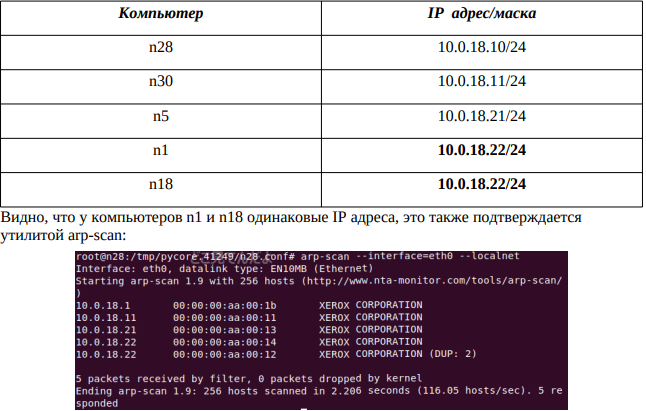 Компьютер IP адрес/маска
n28 10.0.18.10/24
n30 10.0.18.11/24
n5 10.0.18.21/24
n1 10.0.18.22/24
n18 10.0.18.22/24
Видно, что у компьютеров n1 и n18 одинаковые IP адреса, это также подтверждается
утилитой arp-scan:
root@n28:/tmp/pycore.41249/n28.conf# arp-scan --interface=eth0 --localnet
Interface: eth0, datalink type: EN10MB (Ethernet)
Starting arp-scan 1.9 with 256 hosts (http://www.nta-monitor.com/tools/arp-scan/
)
10.0.18.1 00:00:00:aa:00:1b XEROX CORPORATION
10.0.18.11 00:00:00:aa:00:11 XEROX CORPORATION
10.0.18.21 00:00:00:aa:00:13 XEROX CORPORATION
10.0.18.22 00:00:00:aa:00:14 XEROX CORPORATION
10.0.18.22 00:00:00:aa:00:12 XEROX CORPORATION (DUP: 2)
5 packets received by filter, 0 packets dropped by kernel
Ending arp-scan 1.9: 256 hosts scanned in 2.206 seconds (116.05 hosts/sec). 5 re
sponded